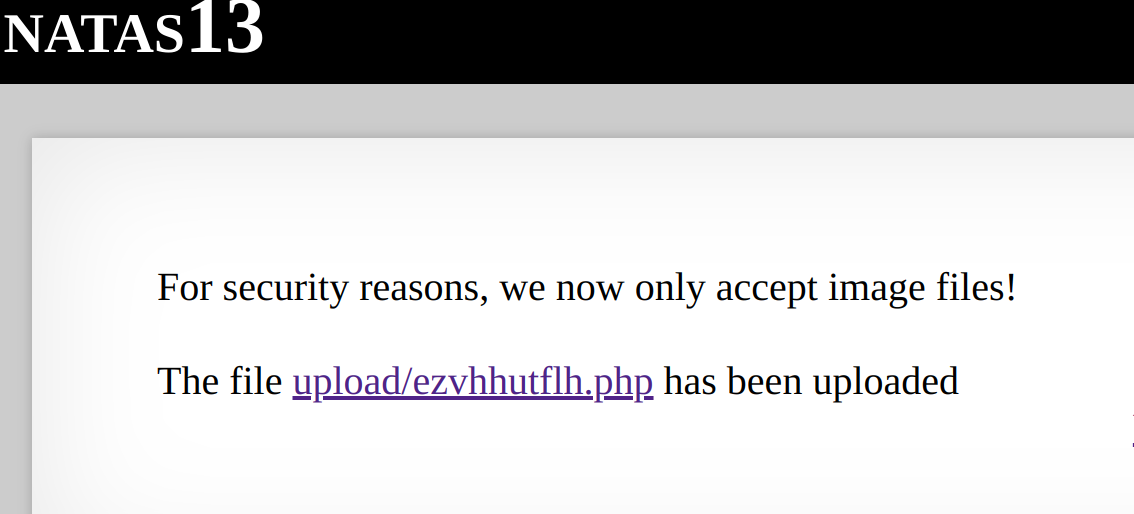 NATAS13
For security reasons, we now only accept image files!
The file upload/ezvhhutflh.php has been uploaded